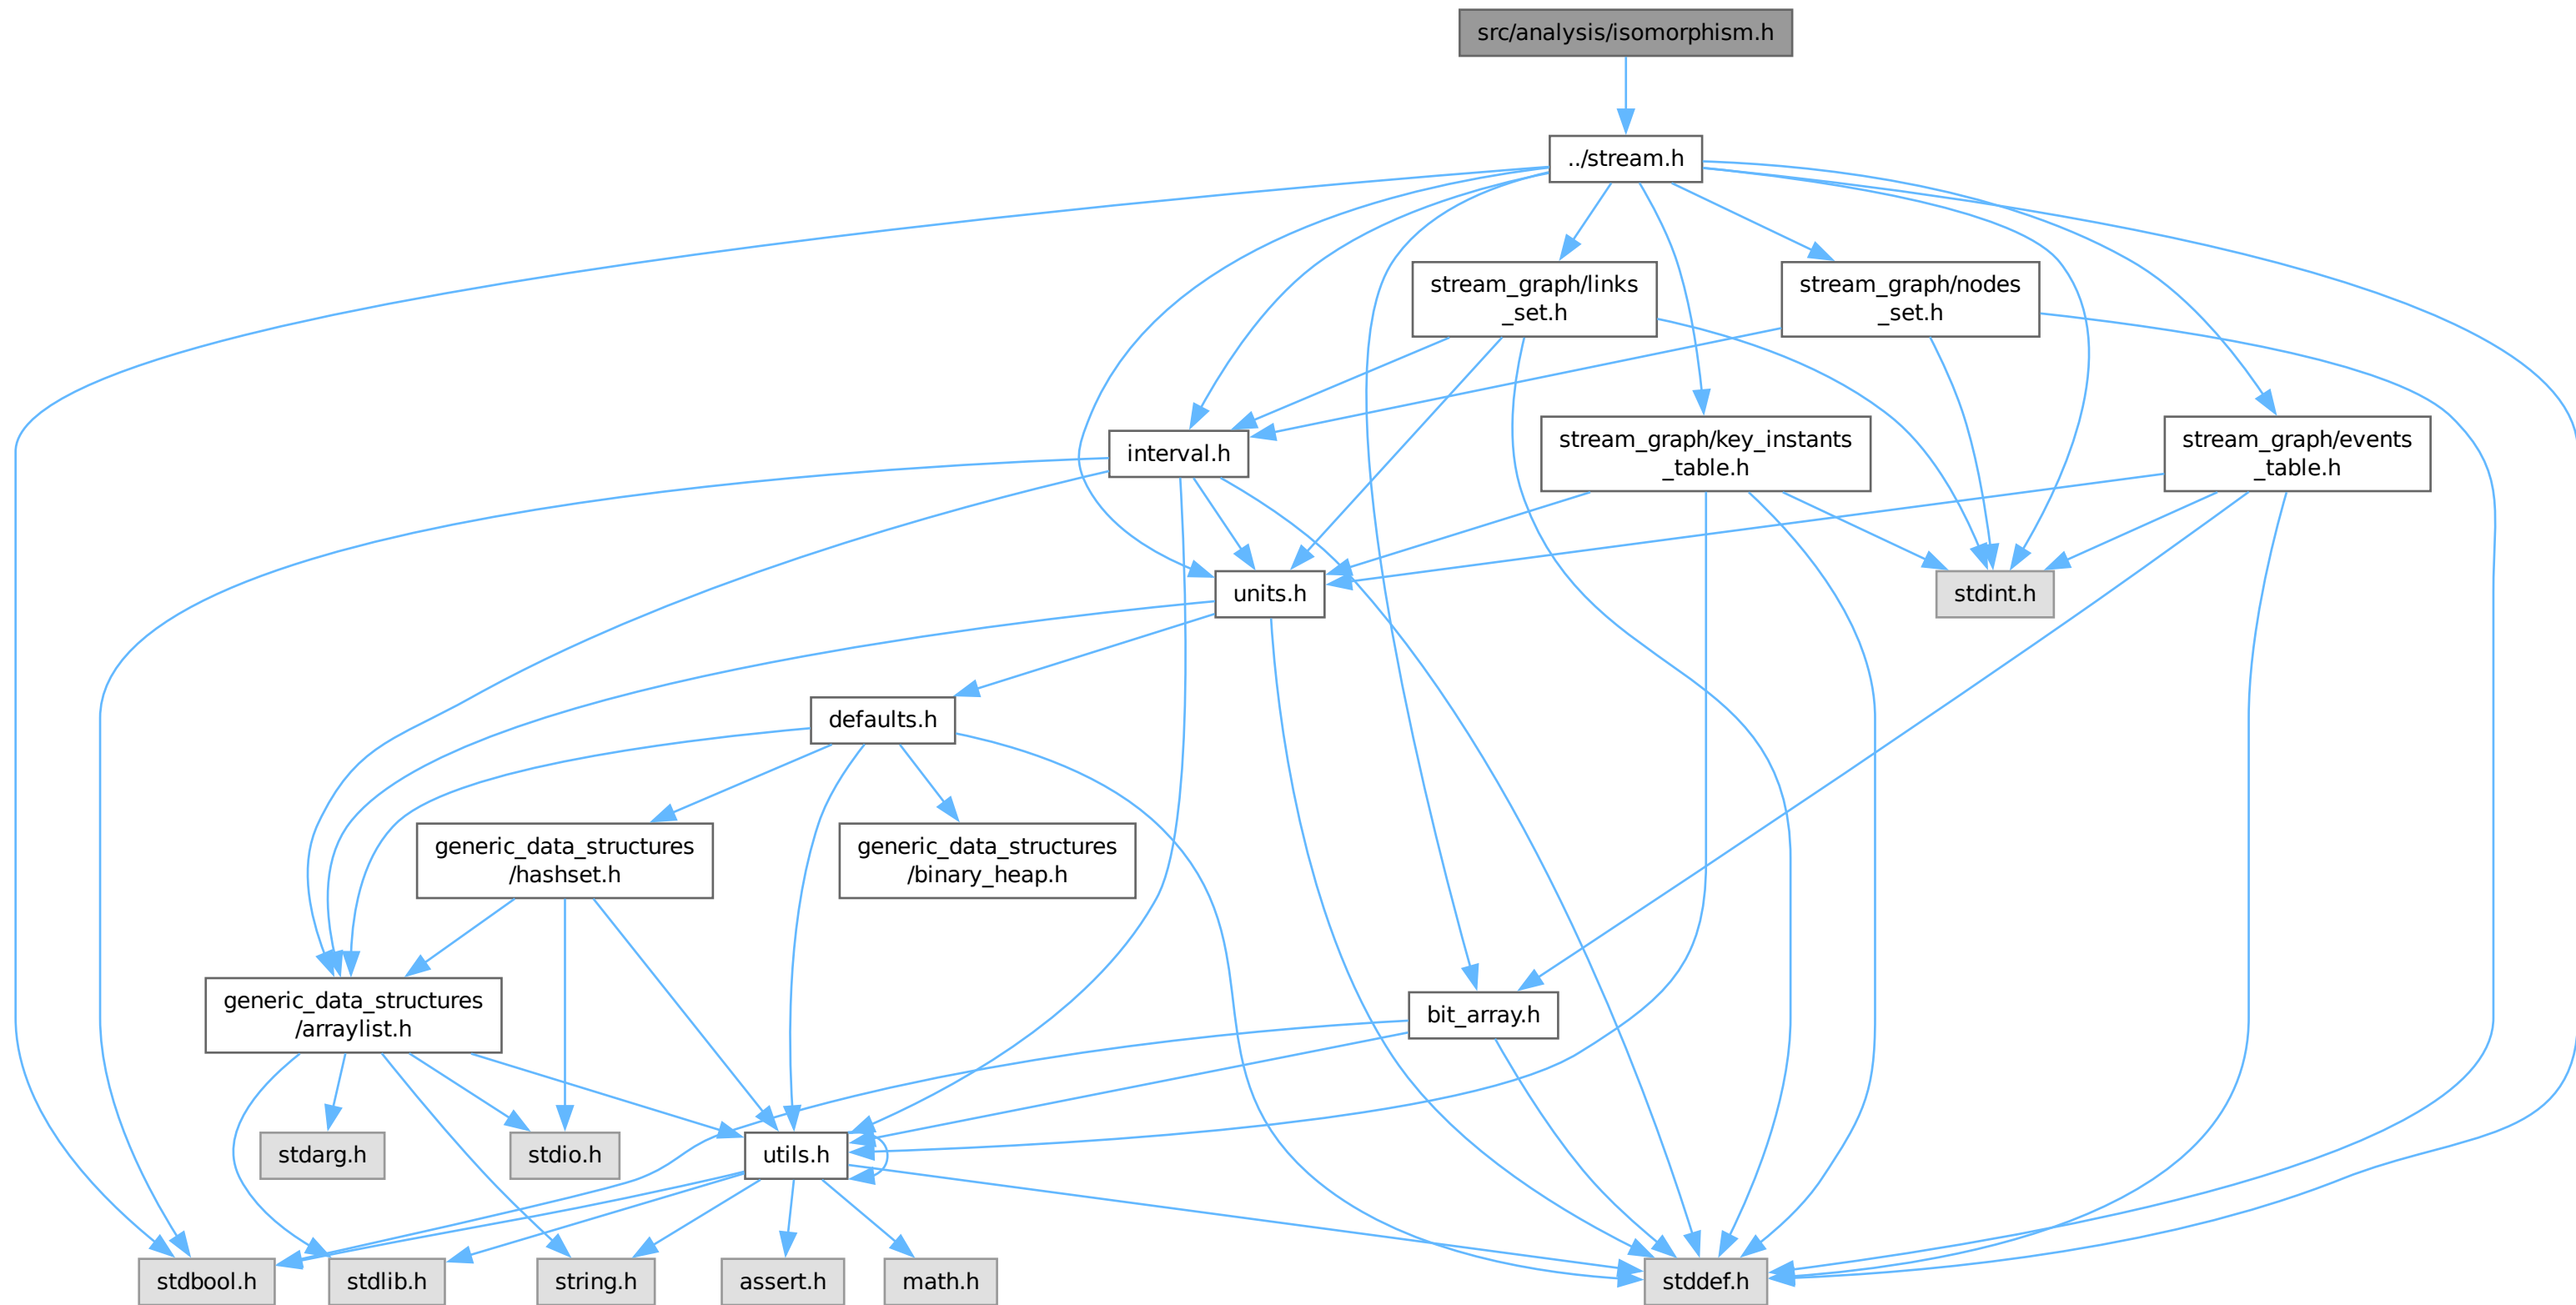 src/analysis/isomorphism.h
../stream.h
stream_graph/links
_set.h
stream_graph/nodes
_set.h
interval.h
stream_graph/key_instants
_table.h
stream_graph/events
_table.h
units.h
stdint.h
defaults.h
generic_data_structures
/hashset.h
generic_data_structures
/binary_heap.h
generic_data_structures
/arraylist.h
bit_array.h
stdarg.h
stdio.h
utils.h
stdbool.h
stdlib.h
string.h
assert.h
math.h
stddef.h